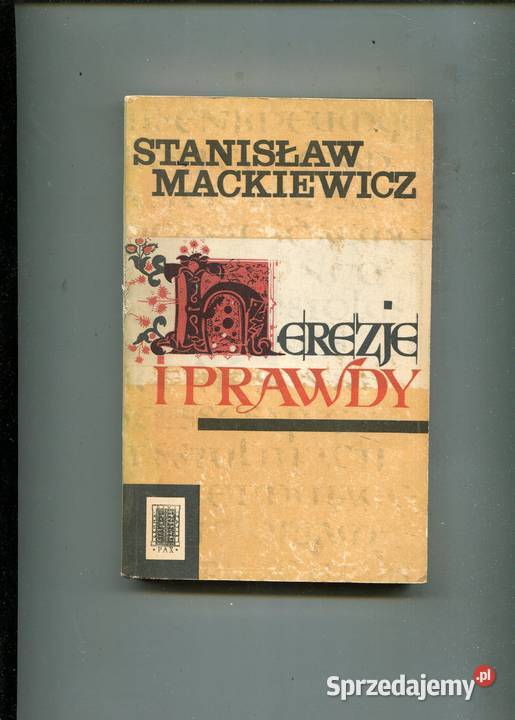 STANISŁAW
MACKIEWICZ
HEREZJE
I PRAWDY
• PAX •
Sprzedajemy.pl